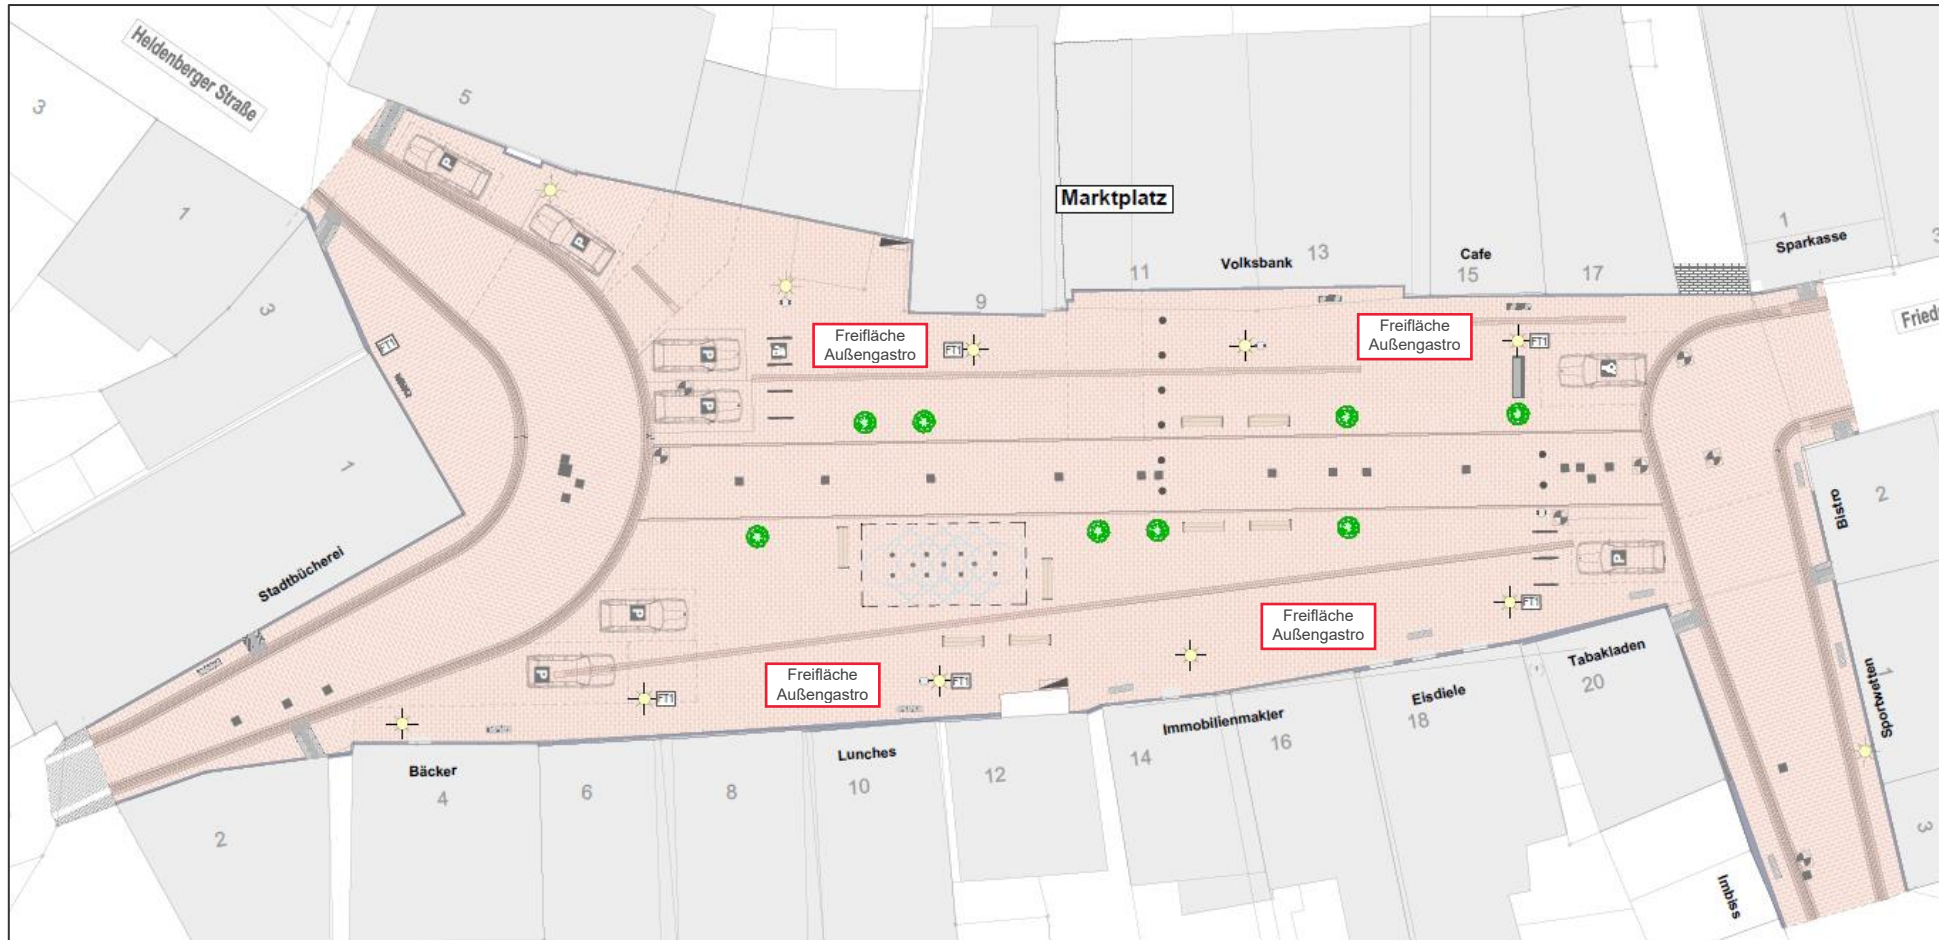 Heldenberger Straße
3
5
1
3
1
Stadtbücherei
FT1
P
P
P
P
Marktplatz
9
11
Volksbank
13
Cafe
15
17
1
Sparkasse
3
Freifläche
Außengastro
FT1
Freifläche
Außengastro
FT1
Bistro
2
P
P
P
FT1
Freifläche
Außengastro
FT1
Freifläche
Außengastro
FT1
Sportwetten
1
3
2
Bäcker
4
6
8
Lunches
10
12
14
Immobilienmakler
16
Eisdiele
18
Tabakladen
20
Imbiss